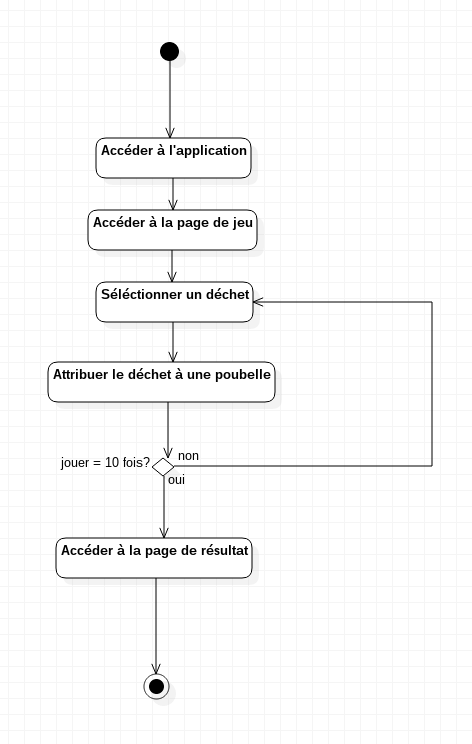 Accéder à l'application
Accéder à la page de jeu
Séléctionner un déchet
Attribuer le déchet à une poubelle
jouer = 10 fois?
non
oui
Accéder à la page de résultat